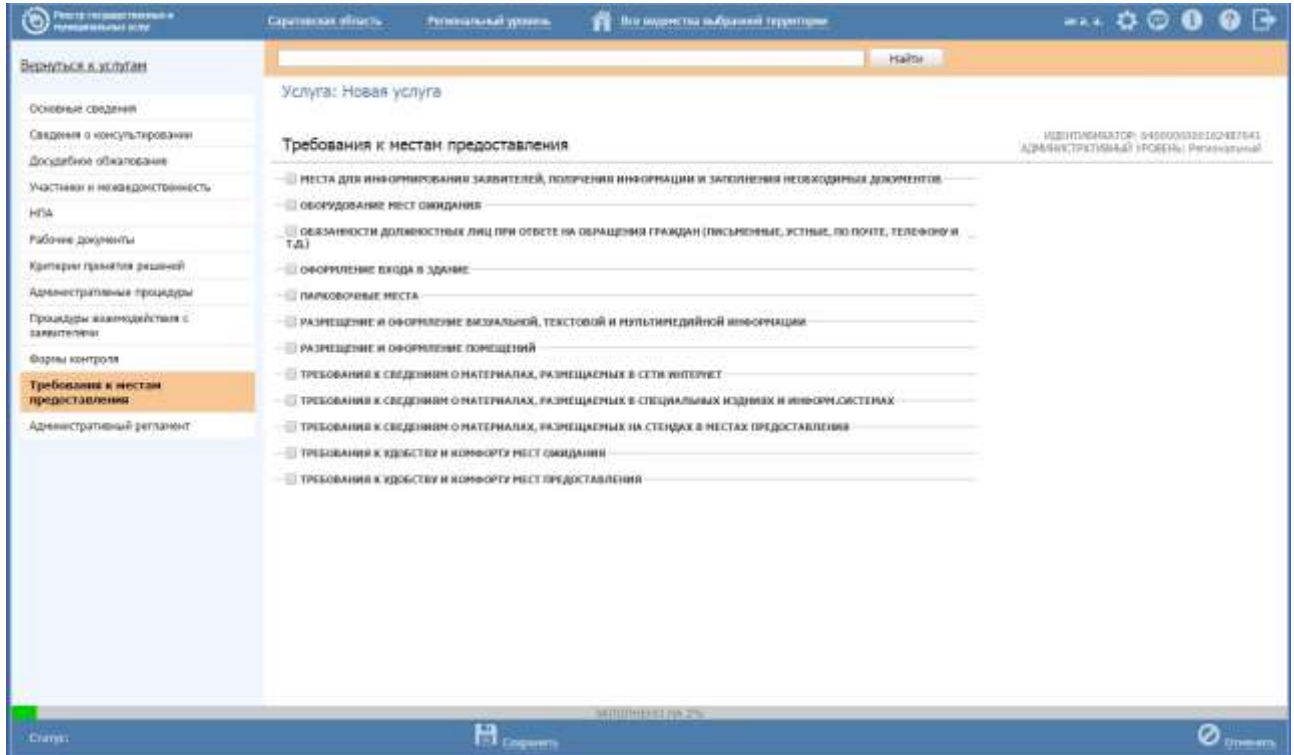 Реестр государственных и
муниципальных услуг
Саратовская область
Региональный уровень
Все ведомства выбранной территории
Вернуться к услугам
Найти
Услуга: Новая услуга
Основные сведения
Сведения о консультировании
Досудебное обжалование
Участники и межведомственность
НПА
Рабочие документы
Критерии принятия решений
Административные процедуры
Процедуры взаимодействия с
заявителями
Формы контроля
Требования к местам
предоставления
Административный регламент
Требования к местам предоставления
ИДЕНТИФИКАТОР:
АДМИНИСТРАТИВНЫЙ УРОВЕНЬ: Региональный
МЕСТА ДЛЯ ИНФОРМИРОВАНИЯ ЗАЯВИТЕЛЕЙ, ПОЛУЧЕНИЯ ИНФОРМАЦИИ И ЗАПОЛНЕНИЯ НЕОБХОДИМЫХ ДОКУМЕНТОВ
ОБОРУДОВАНИЕ МЕСТ ОЖИДАНИЯ
ОБЯЗАННОСТИ ДОЛЖНОСТНЫХ ЛИЦ ПРИ ОТВЕТЕ НА ОБРАЩЕНИЯ ГРАЖДАН (ПИСЬМЕННЫЕ, УСТНЫЕ, ПО ПОЧТЕ, ТЕЛЕФОНУ И
Т.Д.)
ОФОРМЛЕНИЕ ВХОДА В ЗДАНИЕ
ПАРКОВОЧНЫЕ МЕСТА
РАЗМЕЩЕНИЕ И ОФОРМЛЕНИЕ ВИЗУАЛЬНОЙ, ТЕКСТОВОЙ И МУЛЬТИМЕДИЙНОЙ ИНФОРМАЦИИ
РАЗМЕЩЕНИЕ И ОФОРМЛЕНИЕ ПОМЕЩЕНИЙ
ТРЕБОВАНИЯ К СВЕДЕНИЯМ О МАТЕРИАЛАХ, РАЗМЕЩАЕМЫХ В СЕТИ ИНТЕРНЕТ
ТРЕБОВАНИЯ К СВЕДЕНИЯМ О МАТЕРИАЛАХ, РАЗМЕЩАЕМЫХ В СПЕЦИАЛЬНЫХ ИЗДНИЯХ И ИНФОРМ.СИСТЕМАХ
ТРЕБОВАНИЯ К СВЕДЕНИЯМ О МАТЕРИАЛАХ, РАЗМЕЩАЕМЫХ НА СТЕНДАХ В МЕСТАХ ПРЕДОСТАВЛЕНИЯ
ТРЕБОВАНИЯ К УДОБСТВУ И КОМФОРТУ МЕСТ ОЖИДАНИЯ
ТРЕБОВАНИЯ К УДОБСТВУ И КОМФОРТУ МЕСТ ПРЕДОСТАВЛЕНИЯ
ЗАПОЛНЕНО НА 2%
Статус:
Сохранить
Отменить